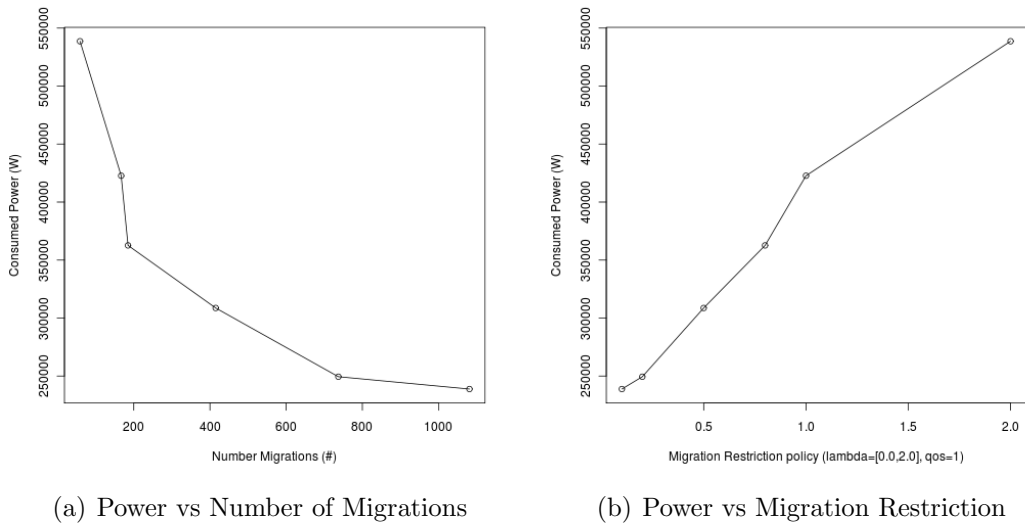 550000
500000
450000
400000
350000
300000
250000
Consumed Power (W)
200 400 600 800 1000
Number Migrations (#)
(a) Power vs Number of Migrations
550000
500000
450000
400000
350000
300000
250000
Consumed Power (W)
0.5 1.0 1.5 2.0
Migration Restriction policy (lambda=[0.0,2.0], qos=1)
(b) Power vs Migration Restriction